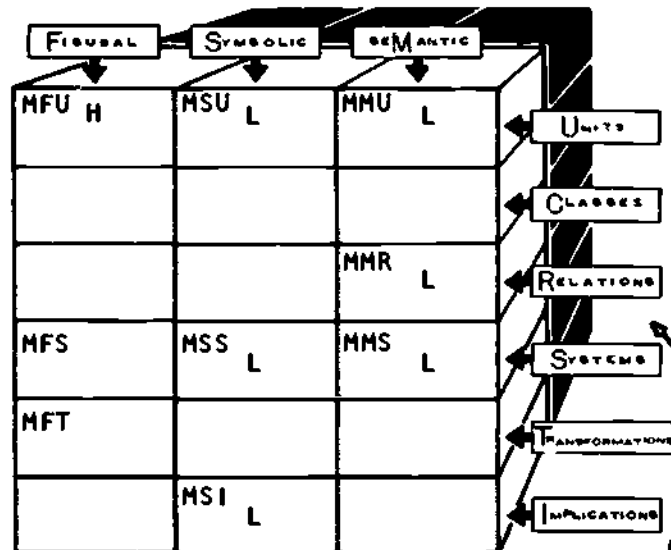 FIGURAL SYMBOLIC SEMANTIC
MFU H MSU L MMU L UNITS
CLASSES
MMR L RELATIONS
MFS MSS L MMS L SYSTEMS
MFT TRANSFORMATIONS
MSI L IMPLICATIONS